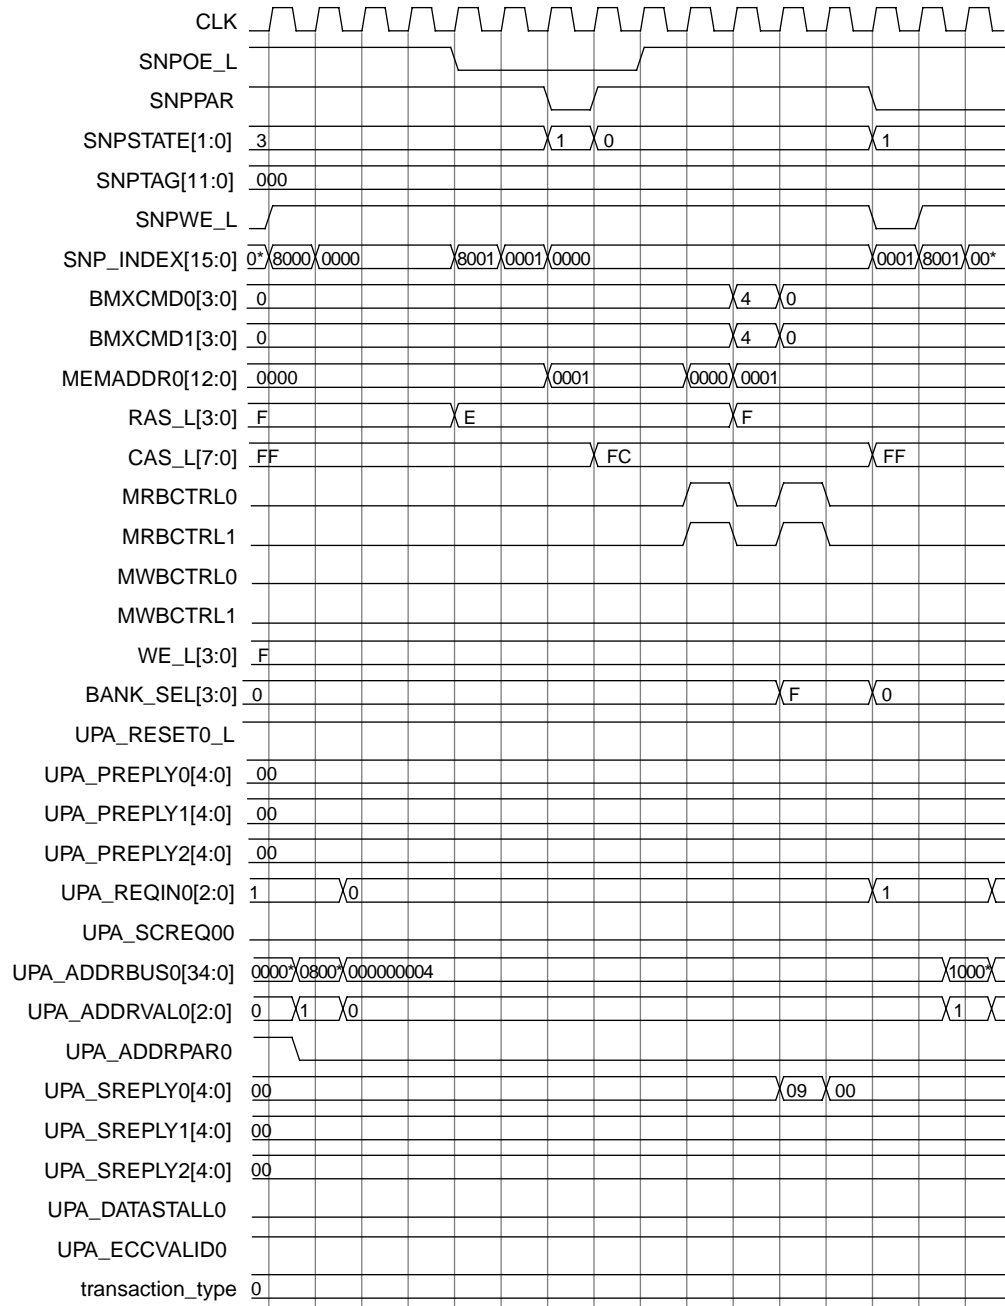 CLK
SNPOE_L
SNPPAR
SNPSTATE[1:0] 3 1 0 1
SNPTAG[11:0] 000
SNPWE_L
SNP_INDEX[15:0] 0* 8000 0000 8001 0001 0000 0001 8001 00*
BMXCMD0[3:0] 0 4 0
BMXCMD1[3:0] 0 4 0
MEMADDR0[12:0] 0000 0001 0000 0001
RAS_L[3:0] F E F
CAS_L[7:0] FF FC FF
MRBCTRL0
MRBCTRL1
MWBCTRL0
MWBCTRL1
WE_L[3:0] F
BANK_SEL[3:0] 0 F 0
UPA_RESET0_L
UPA_PREPLY0[4:0] 00
UPA_PREPLY1[4:0] 00
UPA_PREPLY2[4:0] 00
UPA_REQIN0[2:0] 1 0 1
UPA_SCREQ00
UPA_ADDRBUS0[34:0] 0000* 0800* 000000004 1000*
UPA_ADDRVAL0[2:0] 0 1 0 1
UPA_ADDRPAR0
UPA_SREPLY0[4:0] 00 09 00
UPA_SREPLY1[4:0] 00
UPA_SREPLY2[4:0] 00
UPA_DATASTALL0
UPA_ECCVALID0
transaction_type 0